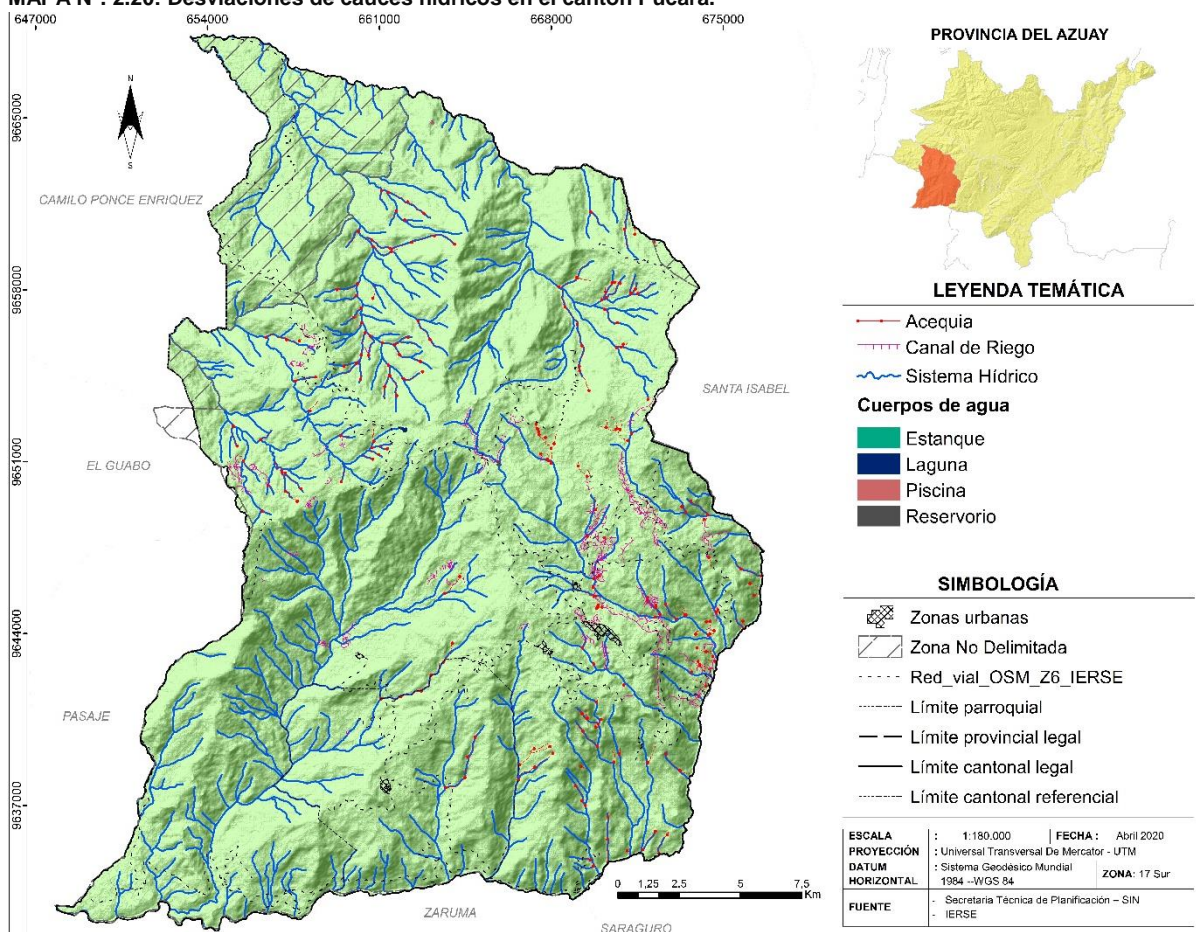 MAPA N°. 2.20: Desviaciones de cauces hídricos en el cantón Pucará.
647000 654000 661000 668000 675000
9665000
9658000
9651000
9644000
9637000
N
S
CAMILO PONCE ENRIQUEZ
SANTA ISABEL
EL GUABO
PASAJE
ZARUMA
SARAGURO
0 1,25 2,5 5 7,5
Km
PROVINCIA DEL AZUAY
LEYENDA TEMÁTICA
Acequia
Canal de Riego
Sistema Hídrico
Cuerpos de agua
Estanque
Laguna
Piscina
Reservorio
SIMBOLOGÍA
Zonas urbanas
Zona No Delimitada
Red_vial_OSM_Z6_IERSE
Límite parroquial
Límite provincial legal
Límite cantonal legal
Límite cantonal referencial
ESCALA : 1:180.000 FECHA : Abril 2020
PROYECCIÓN : Universal Transversal De Mercator - UTM
DATUM : Sistema Geodésico Mundial
HORIZONTAL 1984 --WGS 84 ZONA: 17 Sur
FUENTE - Secretaria Técnica de Planificación – SIN
- IERSE